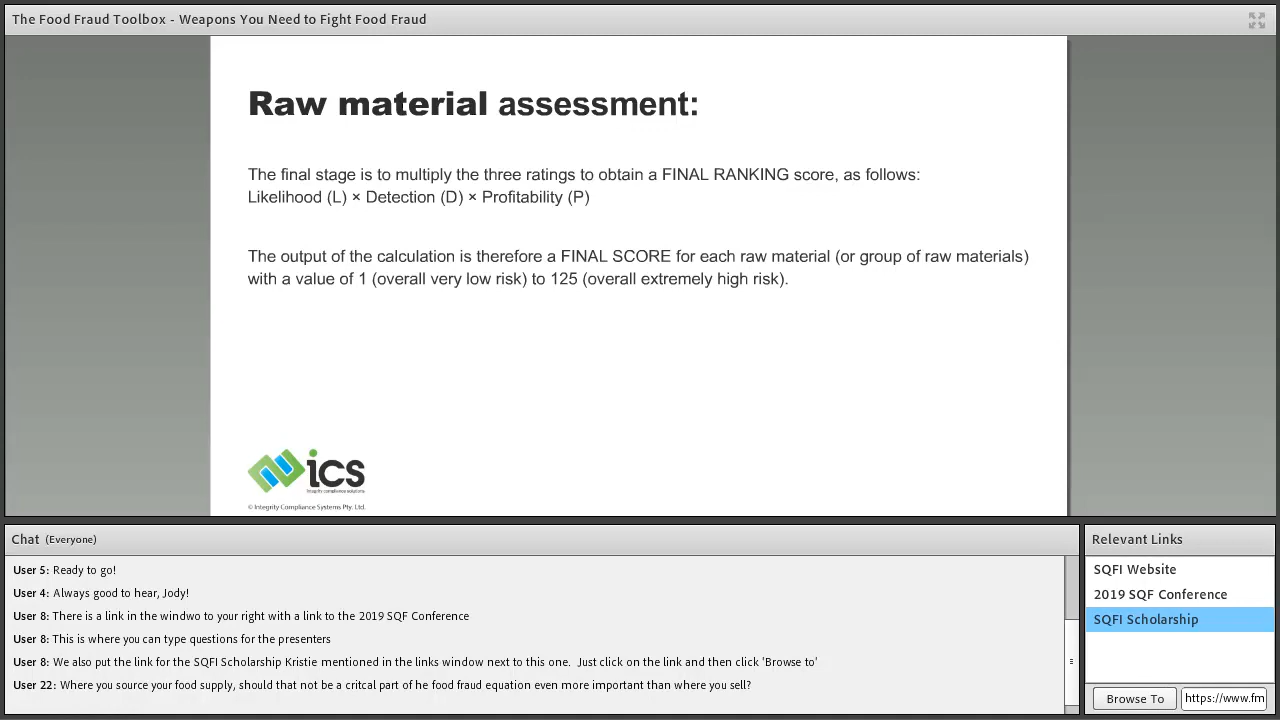 The Food Fraud Toolbox - Weapons You Need to Fight Food Fraud
Raw material assessment:
The final stage is to multiply the three ratings to obtain a FINAL RANKING score, as follows:
Likelihood (L) × Detection (D) × Profitability (P)
The output of the calculation is therefore a FINAL SCORE for each raw material (or group of raw materials)
with a value of 1 (overall very low risk) to 125 (overall extremely high risk).
ics
integrity compliance solutions
© Integrity Compliance Systems Pty. Ltd.
Chat (Everyone)
User 5: Ready to go!
User 4: Always good to hear, Jody!
User 8: There is a link in the windwo to your right with a link to the 2019 SQF Conference
User 8: This is where you can type questions for the presenters
User 8: We also put the link for the SQFI Scholarship Kristie mentioned in the links window next to this one. Just click on the link and then click 'Browse to'
User 22: Where you source your food supply, should that not be a critcal part of he food fraud equation even more important than where you sell?
Relevant Links
SQFI Website
2019 SQF Conference
SQFI Scholarship
Browse To
https://www.fm